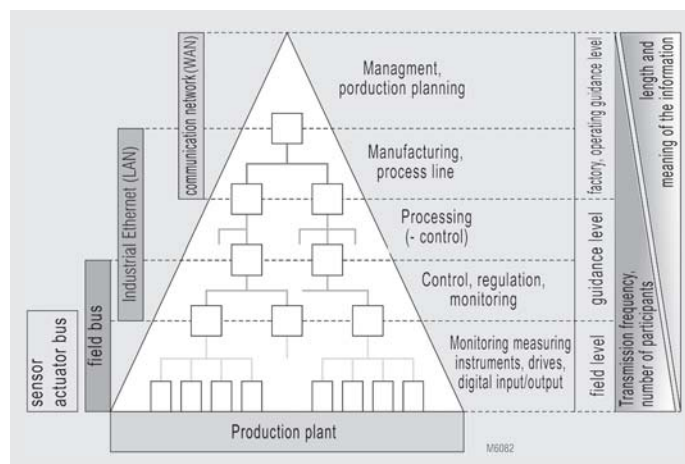 communication network (WAN)
Industrial Ethernet (LAN)
field bus
sensor
actuator bus
Managment,
porduction planning
Manufacturing,
process line
Processing
(- control)
Control, regulation,
monitoring
Monitoring measuring
instruments, drives,
digital input/output
factory, operating guidance level
guidance level
field level
length and
meaning of the information
Transmission frequency,
number of participants
Production plant
M6082